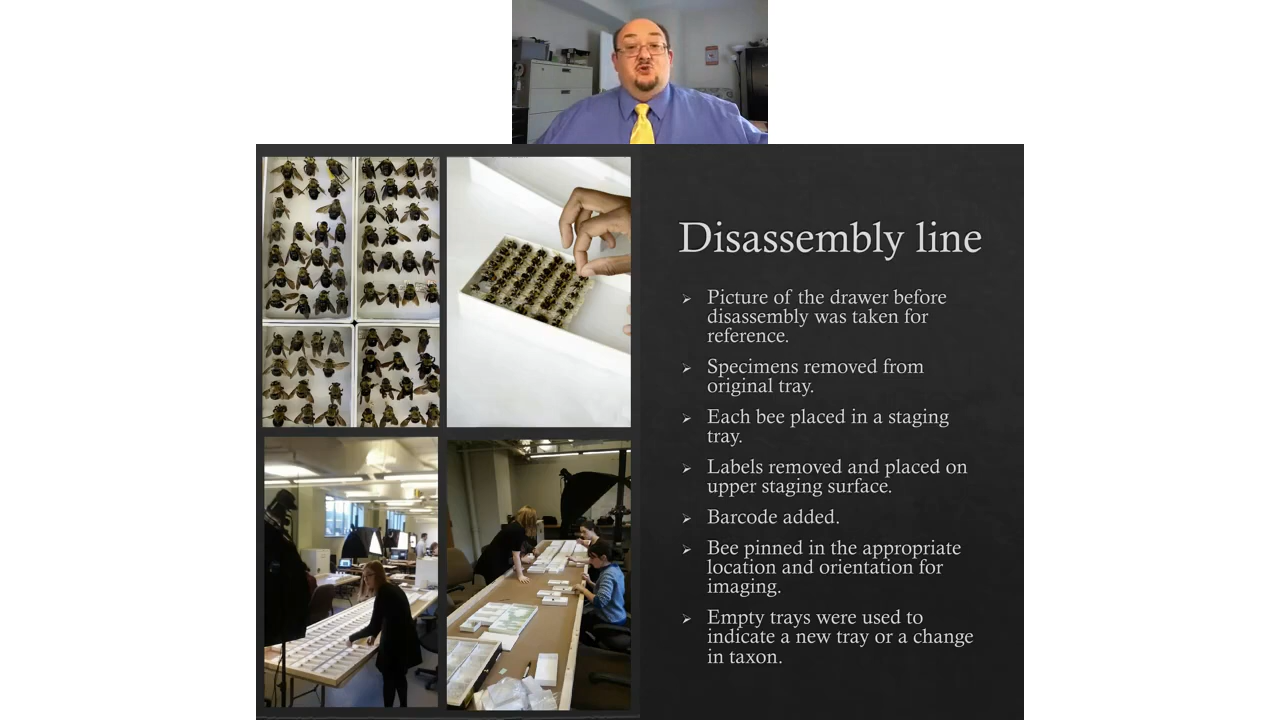 Disassembly line
Picture of the drawer before
disassembly was taken for
reference.
Specimens removed from
original tray.
Each bee placed in a staging
tray.
Labels removed and placed on
upper staging surface.
Barcode added.
Bee pinned in the appropriate
location and orientation for
imaging.
Empty trays were used to
indicate a new tray or a change
in taxon.